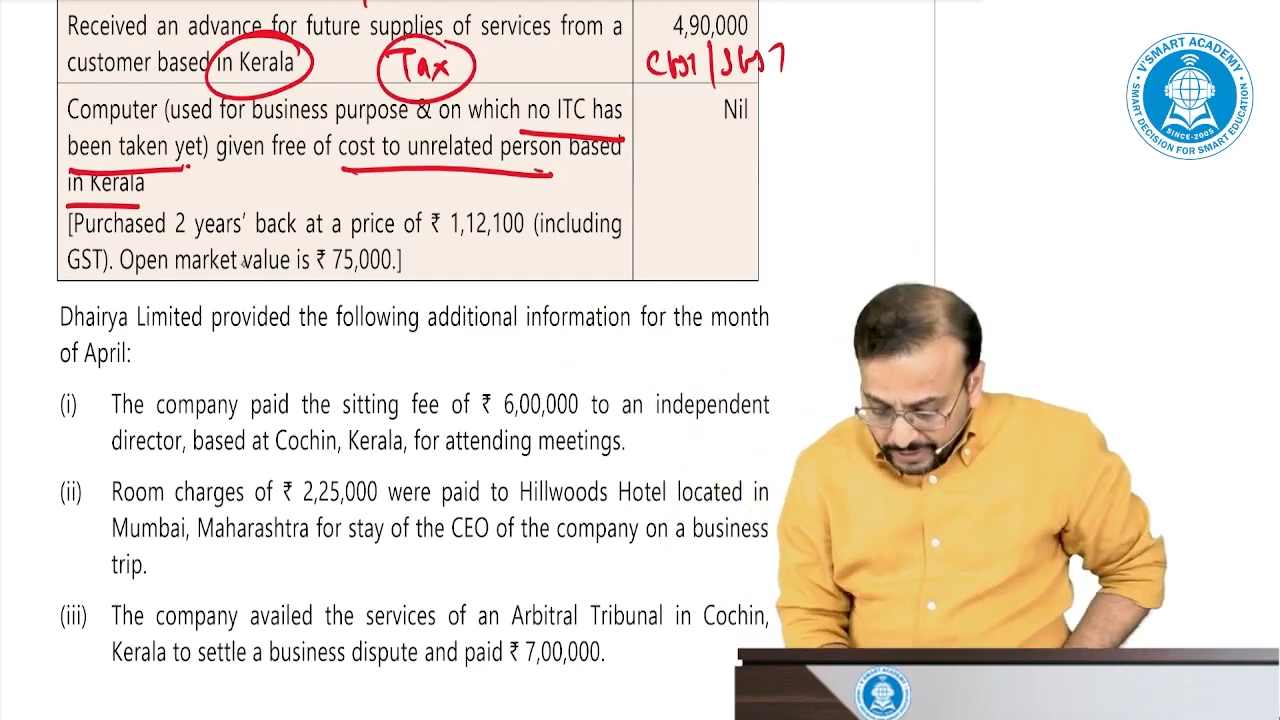 Received an advance for future supplies of services from a
4,90,000
customer based in Kerala
Tax
CGST/SGST
Computer (used for business purpose & on which no ITC has
Nil
been taken yet) given free of cost to unrelated person based
in Kerala
[Purchased 2 years’ back at a price of ₹ 1,12,100 (including
GST). Open market value is ₹ 75,000.]
Dhairya Limited provided the following additional information for the month
of April:
(i) The company paid the sitting fee of ₹ 6,00,000 to an independent
director, based at Cochin, Kerala, for attending meetings.
(ii) Room charges of ₹ 2,25,000 were paid to Hillwoods Hotel located in
Mumbai, Maharashtra for stay of the CEO of the company on a business
trip.
(iii) The company availed the services of an Arbitral Tribunal in Cochin,
Kerala to settle a business dispute and paid ₹ 7,00,000.
V'SMART ACADEMY
SINCE-2005
SMART DECISION FOR SMART EDUCATION